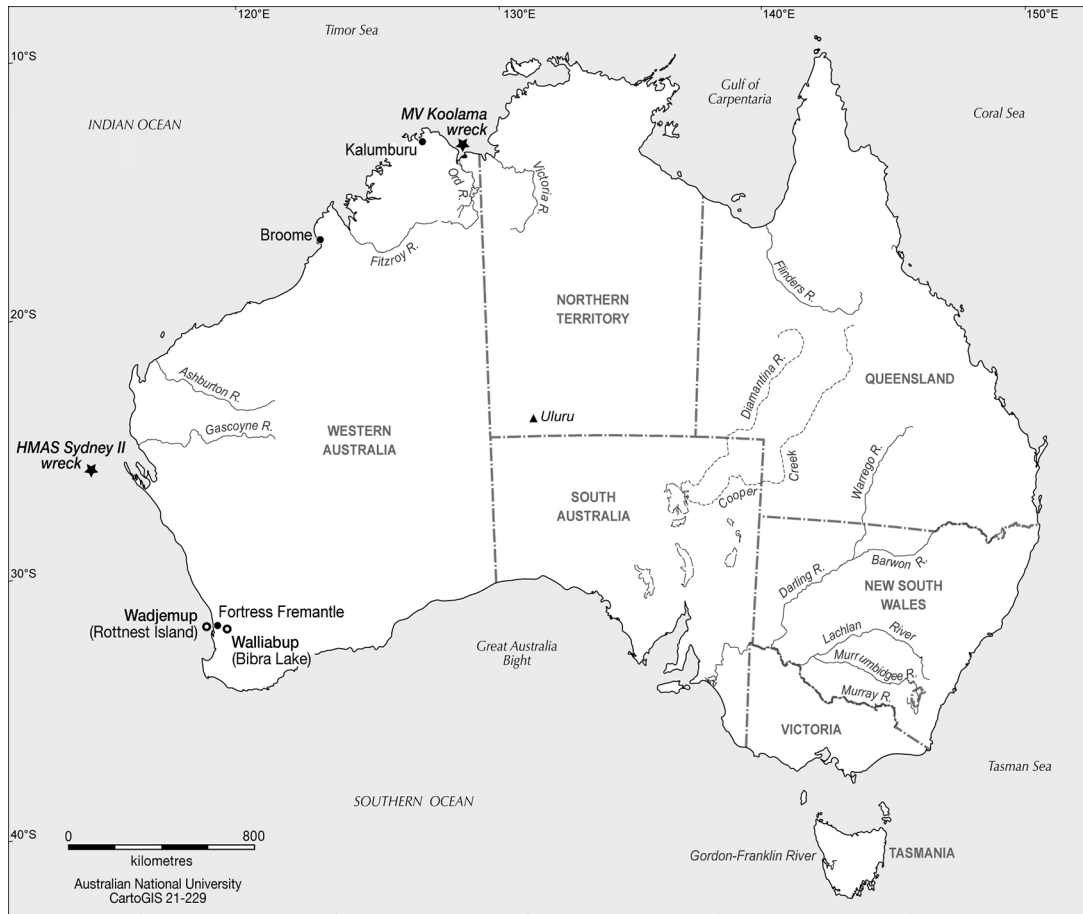 120°E
130°E
140°E
150°E
Timor Sea
10°S
Gulf of
Carpentaria
INDIAN OCEAN
MV Koolama
wreck
Coral Sea
Kalumburu
Ord R.
Victoria R.
Broome
Fitzroy R.
Flinders R.
NORTHERN
TERRITORY
20°S
Ashburton R.
Diamantina R.
QUEENSLAND
Gascoyne R.
Uluru
WESTERN
AUSTRALIA
HMAS Sydney II
wreck
Warrego R.
Cooper
Creek
SOUTH
AUSTRALIA
30°S
Darling R.
Barwon R.
NEW SOUTH
WALES
Wadjemup
(Rottnest Island)
Fortress Fremantle
Walliabup
(Bibra Lake)
Great Australia
Bight
Lachlan
River
Murrumbidgee R.
Murray R.
VICTORIA
Tasman Sea
SOUTHERN OCEAN
40°S
0
800
kilometres
Gordon-Franklin River
TASMANIA
Australian National University
CartoGIS 21-229